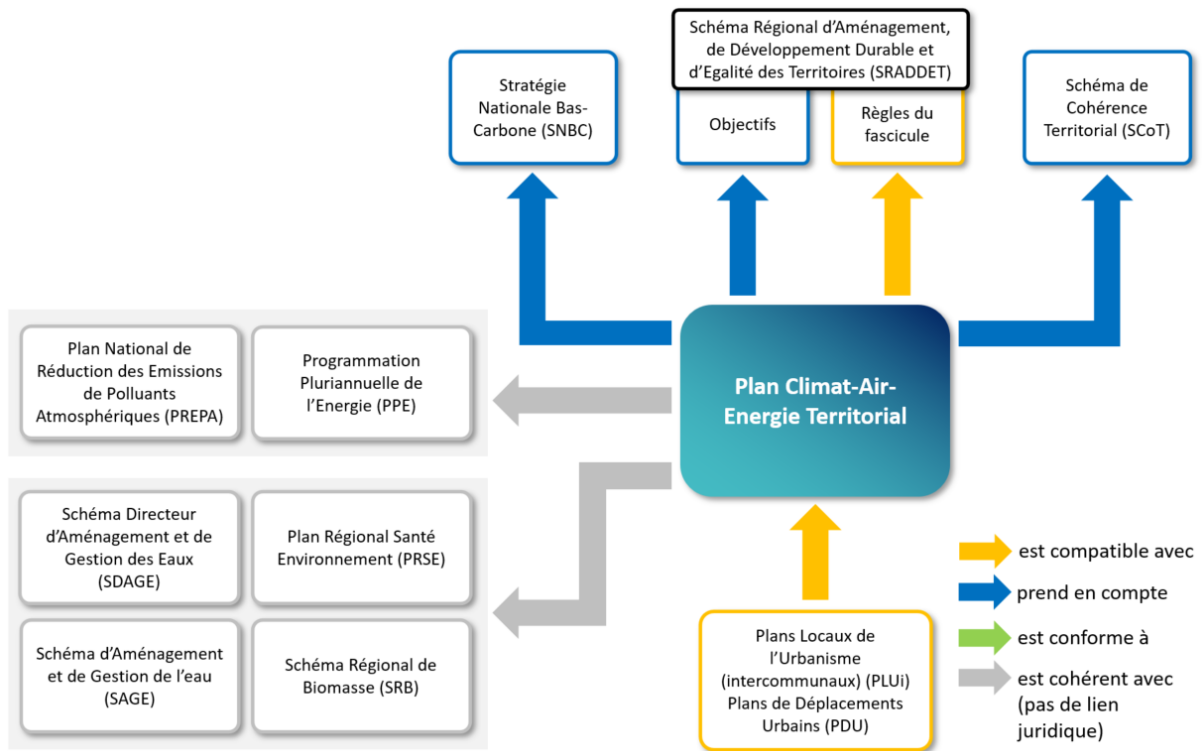 Schéma Régional d’Aménagement,
de Développement Durable et
d’Egalité des Territoires (SRADDET)
Stratégie
Nationale Bas-
Carbone (SNBC)
Objectifs
Règles du
fascicule
Schéma de
Cohérence
Territorial (SCoT)
Plan National de
Réduction des Emissions
de Polluants
Atmosphériques (PREPA)
Programmation
Pluriannuelle de
l’Energie (PPE)
Plan Climat-Air-
Energie Territorial
Schéma Directeur
d’Aménagement et de
Gestion des Eaux
(SDAGE)
Plan Régional Santé
Environnement (PRSE)
Schéma d’Aménagement
et de Gestion de l’eau
(SAGE)
Schéma Régional de
Biomasse (SRB)
Plans Locaux de
l’Urbanisme
(intercommunaux) (PLUi)
Plans de Déplacements
Urbains (PDU)
est compatible avec
prend en compte
est conforme à
est cohérent avec
(pas de lien
juridique)